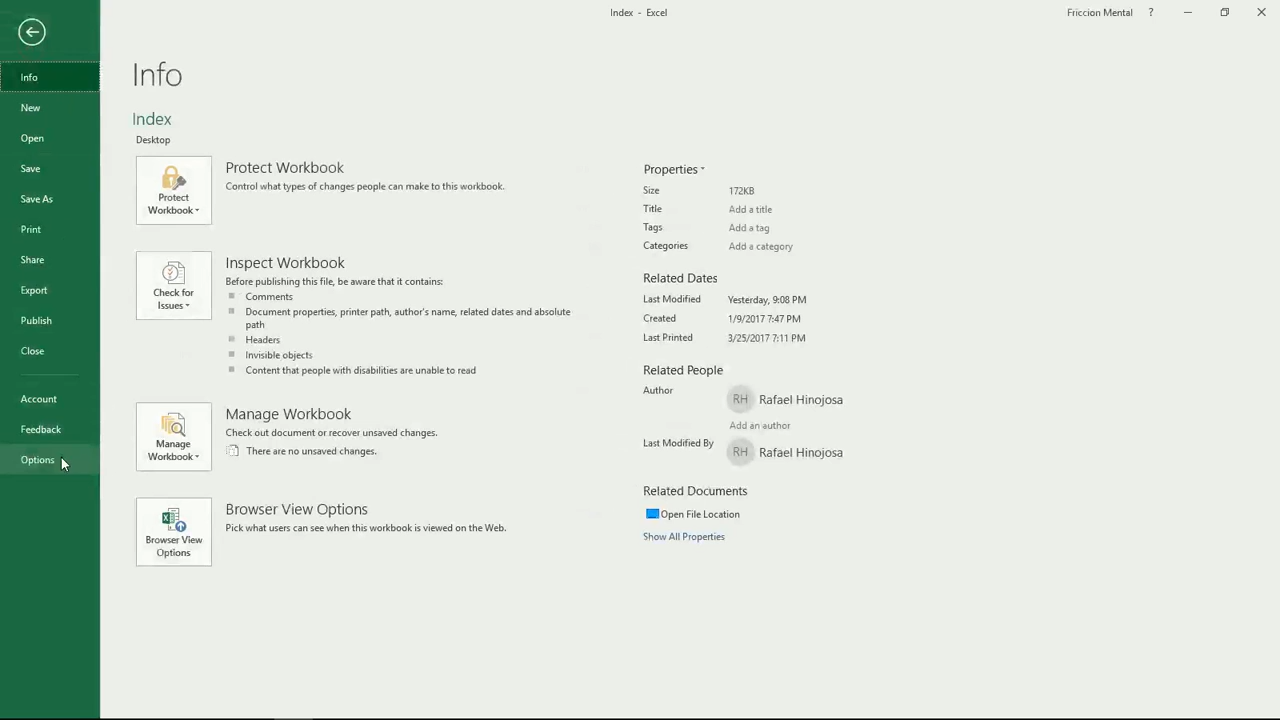 Index - Excel
Friccion Mental
?
Info
New
Open
Save
Save As
Print
Share
Export
Publish
Close
Account
Feedback
Options
Info
Index
Desktop
Protect
Workbook
Protect Workbook
Control what types of changes people can make to this workbook.
Check for
Issues
Inspect Workbook
Before publishing this file, be aware that it contains:
Comments
Document properties, printer path, author's name, related dates and absolute
path
Headers
Invisible objects
Content that people with disabilities are unable to read
Manage
Workbook
Manage Workbook
Check out document or recover unsaved changes.
There are no unsaved changes.
Browser View
Options
Browser View Options
Pick what users can see when this workbook is viewed on the Web.
Properties
Size 172KB
Title Add a title
Tags Add a tag
Categories Add a category
Related Dates
Last Modified Yesterday, 9:08 PM
Created 1/9/2017 7:47 PM
Last Printed 3/25/2017 7:11 PM
Related People
Author RH Rafael Hinojosa
Add an author
Last Modified By RH Rafael Hinojosa
Related Documents
Open File Location
Show All Properties